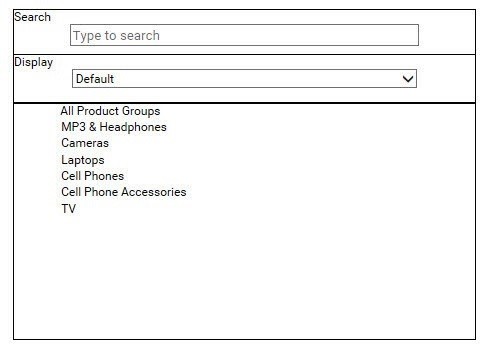 Search
Type to search
Display
Default
All Product Groups
MP3 & Headphones
Cameras
Laptops
Cell Phones
Cell Phone Accessories
TV